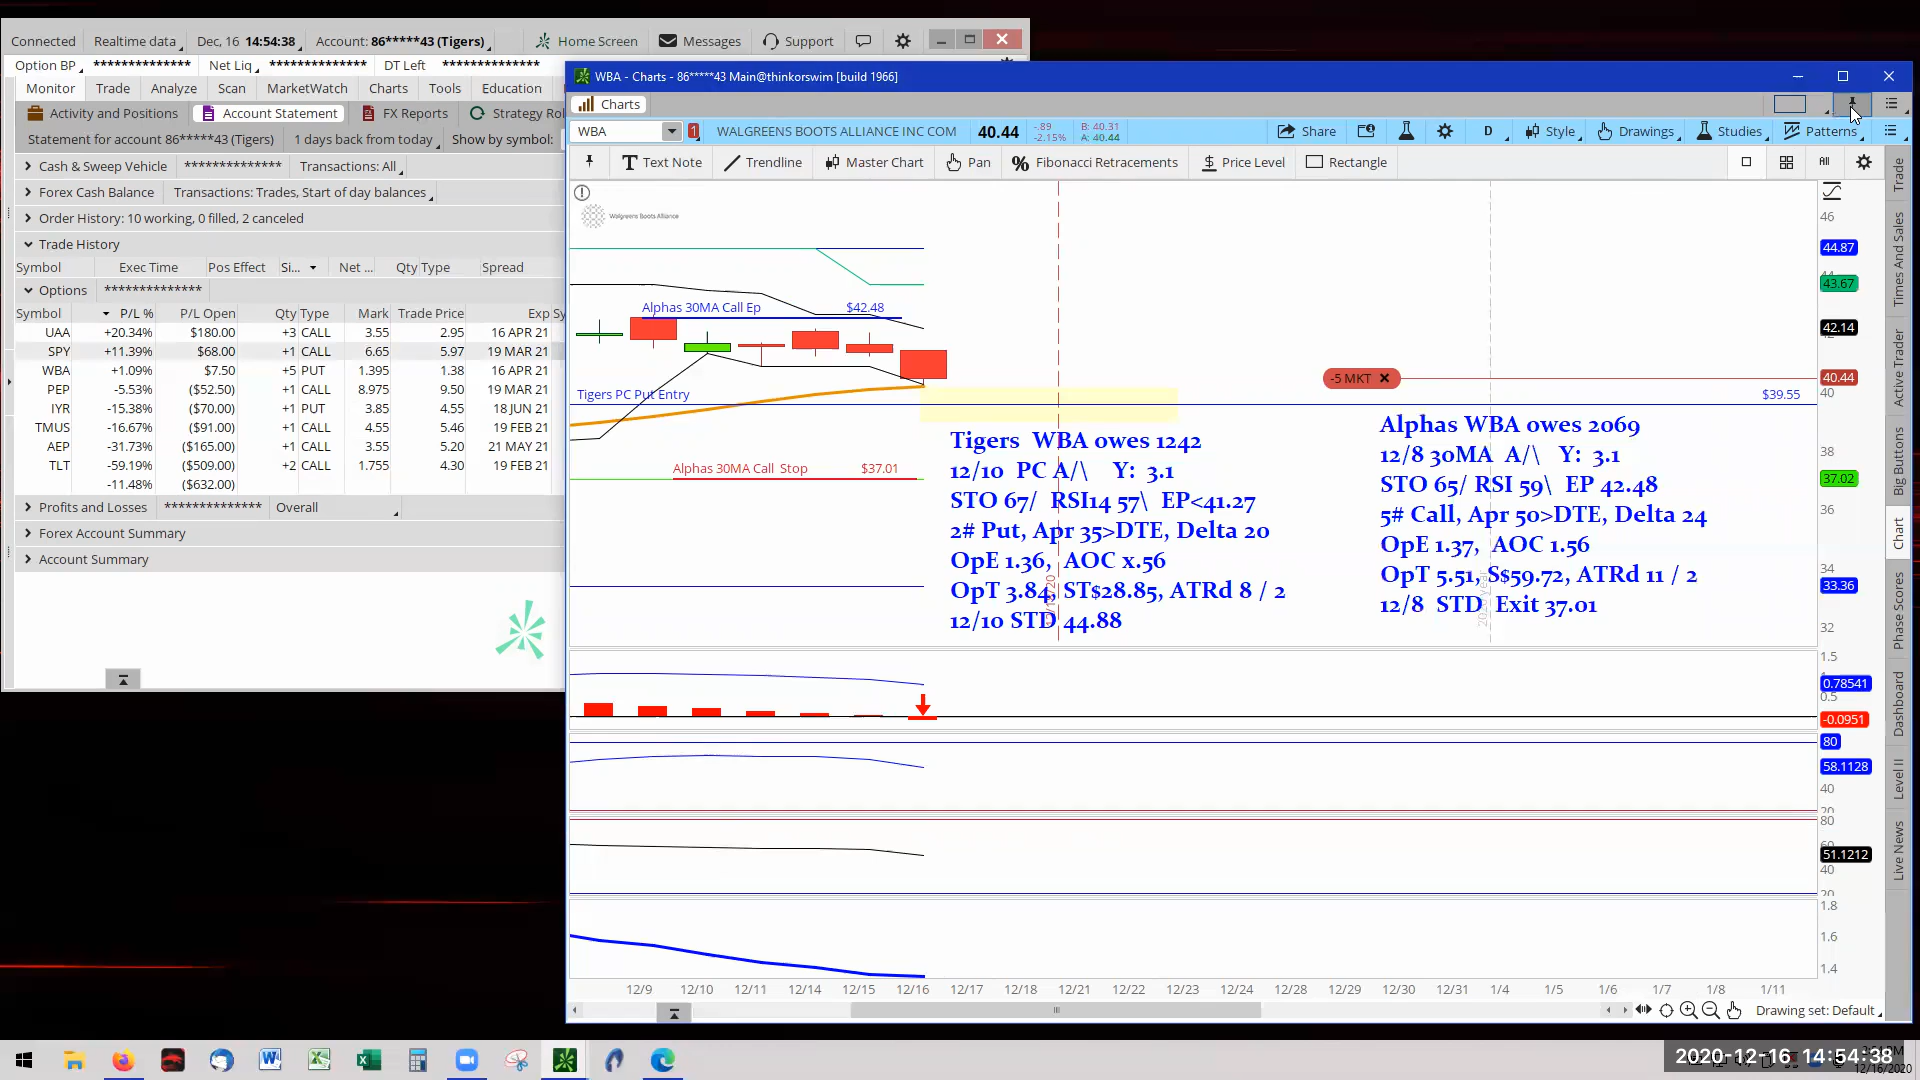 Connected Realtime data Dec, 16 14:54:38 Account: 86*****43 (Tigers) Home Screen Messages Support
Option BP ************** Net Liq ************** DT Left **************
Monitor Trade Analyze Scan MarketWatch Charts Tools Education
Activity and Positions Account Statement FX Reports Strategy Ro
Statement for account 86*****43 (Tigers) 1 days back from today Show by symbol:
Cash & Sweep Vehicle ************** Transactions: All
Forex Cash Balance Transactions: Trades, Start of day balances
Order History: 10 working, 0 filled, 2 canceled
Trade History
Symbol Exec Time Pos Effect Si... Net ... Qty Type Spread
Options **************
Symbol P/L % P/L Open Qty Type Mark Trade Price Exp Sy
UAA +20.34% $180.00 +3 CALL 3.55 2.95 16 APR 21
SPY +11.39% $68.00 +1 CALL 6.65 5.97 19 MAR 21
WBA +1.09% $7.50 +5 PUT 1.395 1.38 16 APR 21
PEP -5.53% ($52.50) +1 CALL 8.975 9.50 19 MAR 21
IYR -15.38% ($70.00) +1 PUT 3.85 4.55 18 JUN 21
TMUS -16.67% ($91.00) +1 CALL 4.55 5.46 19 FEB 21
AEP -31.73% ($165.00) +1 CALL 3.55 5.20 21 MAY 21
TLT -59.19% ($509.00) +2 CALL 1.755 4.30 19 FEB 21
-11.48% ($632.00)
Profits and Losses ************** Overall
Forex Account Summary
Account Summary
WBA - Charts - 86*****43 Main@thinkorswim [build 1966]
Charts
WBA 1 WALGREENS BOOTS ALLIANCE INC COM 40.44 -.89 -2.15% B: 40.31 A: 40.44 Share D Style Drawings Studies Patterns
Text Note Trendline Master Chart Pan Fibonacci Retracements Price Level Rectangle All
Walgreens Boots Alliance
Alphas 30MA Call Ep $42.48
-5 MKT
Tigers PC Put Entry $39.55
Alphas 30MA Call Stop $37.01
Tigers WBA owes 1242
12/10 PC A/\ Y: 3.1
STO 67/ RSI14 57\ EP<41.27
2# Put, Apr 35>DTE, Delta 20
OpE 1.36, AOC x.56
OpT 3.84, ST$28.85, ATRd 8 / 2
12/10 STD 44.88
Alphas WBA owes 2069
12/8 30MA A/\ Y: 3.1
STO 65/ RSI 59\ EP 42.48
5# Call, Apr 50>DTE, Delta 24
OpE 1.37, AOC 1.56
OpT 5.51, S$59.72, ATRd 11 / 2
12/8 STD Exit 37.01
46
44.87
43.67
42.14
40.44
40
38
37.02
36
34
33.36
32
1.5
0.78541
0.5
-0.0951
80
58.1128
40
20
80
51.1212
40
20
1.8
1.6
1.4
12/9 12/10 12/11 12/14 12/15 12/16 12/17 12/18 12/21 12/22 12/23 12/24 12/28 12/29 12/30 12/31 1/4 1/5 1/6 1/7 1/8 1/11
Drawing set: Default
Trade
Times And Sales
Active Trader
Big Buttons
Chart
Phase Scores
Dashboard
Level II
Live News
2020-12-16 14:54:38
12/16/2020